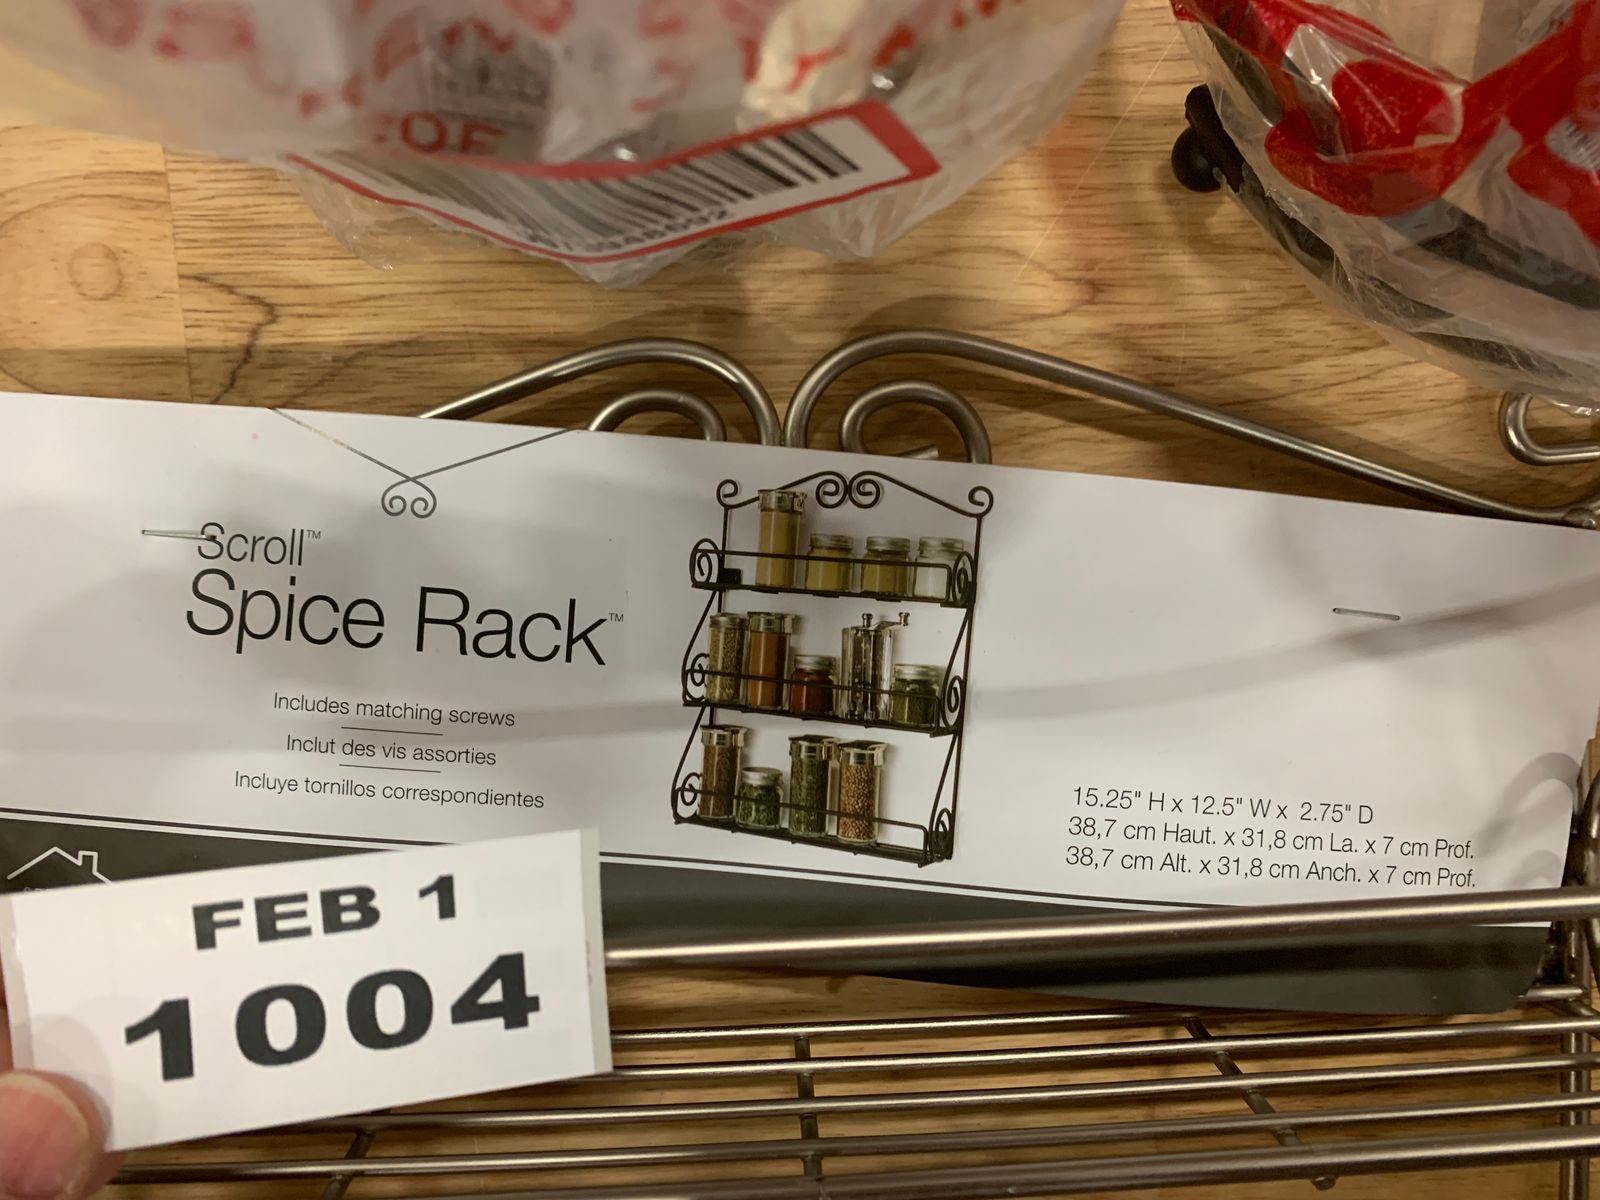 Scroll™
Spice Rack™
Includes matching screws
Inclut des vis assorties
Incluye tornillos correspondientes
15.25" H x 12.5" W x 2.75" D
38,7 cm Haut. x 31,8 cm La. x 7 cm Prof.
38,7 cm Alt. x 31,8 cm Anch. x 7 cm Prof.
FEB 1
1004